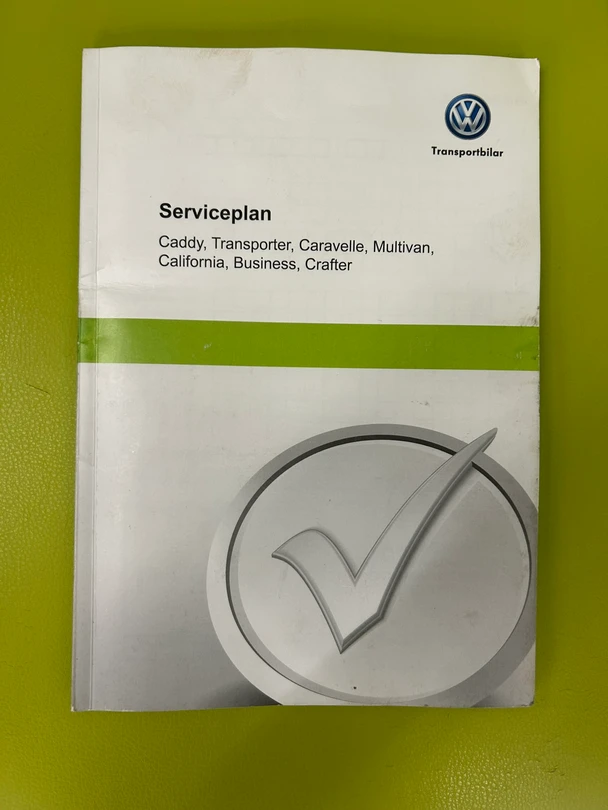 Transportbilar
Serviceplan
Caddy, Transporter, Caravelle, Multivan,
California, Business, Crafter